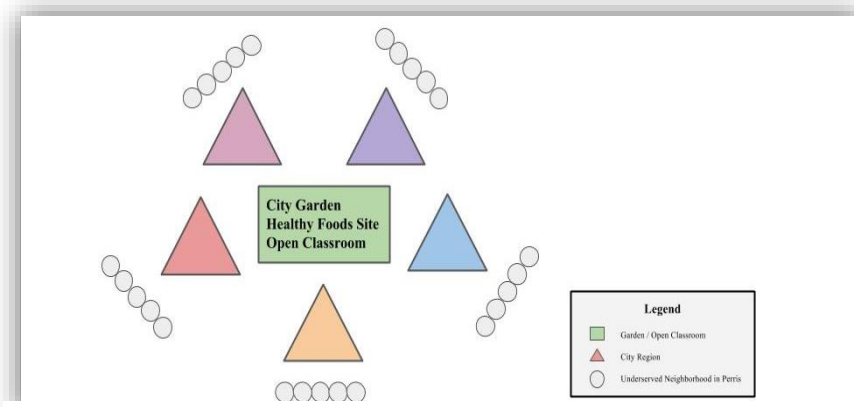 City Garden
Healthy Foods Site
Open Classroom
Legend
Garden / Open Classroom
City Region
Underserved Neighborhood in Perris